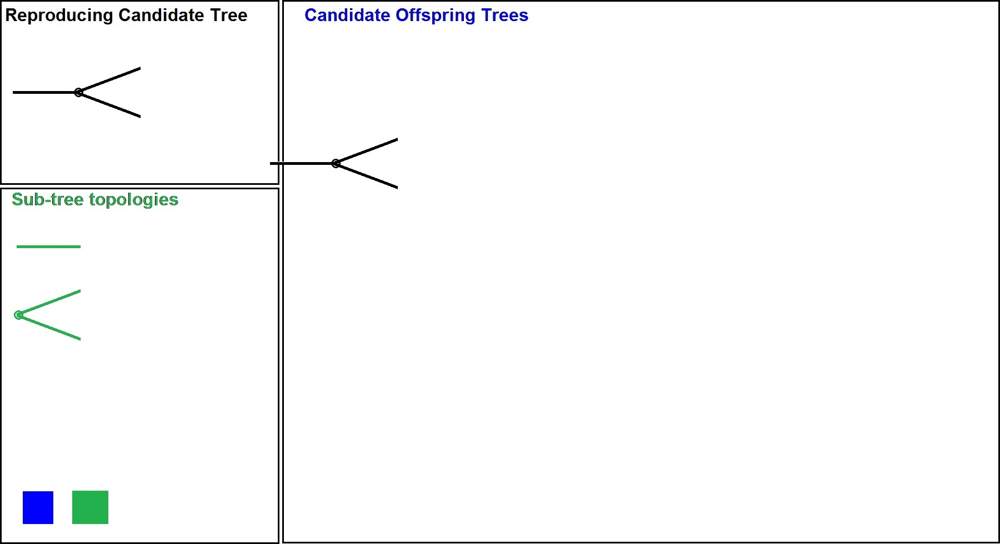 Reproducing Candidate Tree
Candidate Offspring Trees
Sub-tree topologies